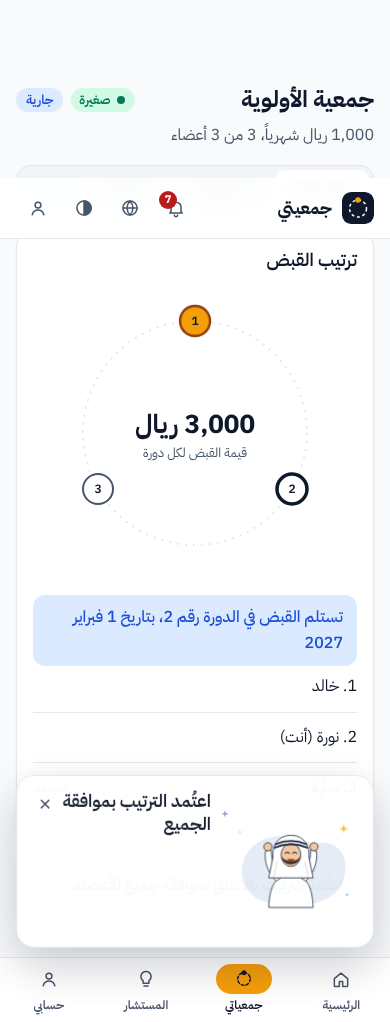 جمعية الأولوية
صغيرة
جارية
1,000 ريال شهرياً، 3 من 3 أعضاء
جمعيتي
7
ترتيب القبض
1
3,000 ريال
قيمة القبض لكل دورة
2
3
تستلم القبض في الدورة رقم 2، بتاريخ 1 فبراير
2027
1. خالد
2. نورة (أنت)
3. سارة
اعتُمد الترتيب بموافقة
الجميع
الرئيسية
جمعياتي
المستشار
حسابي